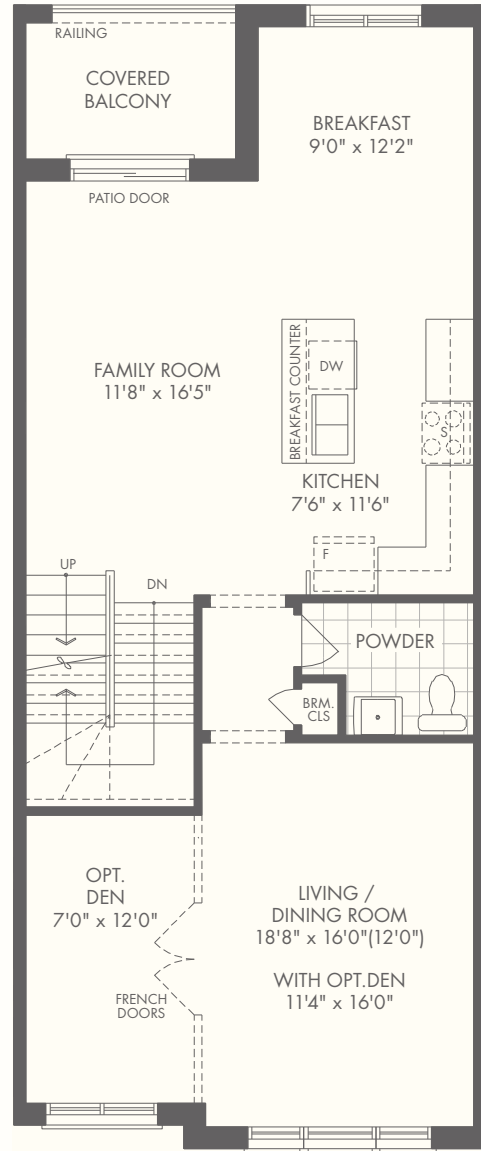 RAILING
COVERED
BALCONY
BREAKFAST
9'0" x 12'2"
PATIO DOOR
FAMILY ROOM
11'8" x 16'5"
BREAKFAST COUNTER
DW
S
KITCHEN
7'6" x 11'6"
F
UP
DN
POWDER
BRM.
CLS
OPT.
DEN
7'0" x 12'0"
LIVING /
DINING ROOM
18'8" x 16'0"(12'0")
WITH OPT.DEN
11'4" x 16'0"
FRENCH
DOORS